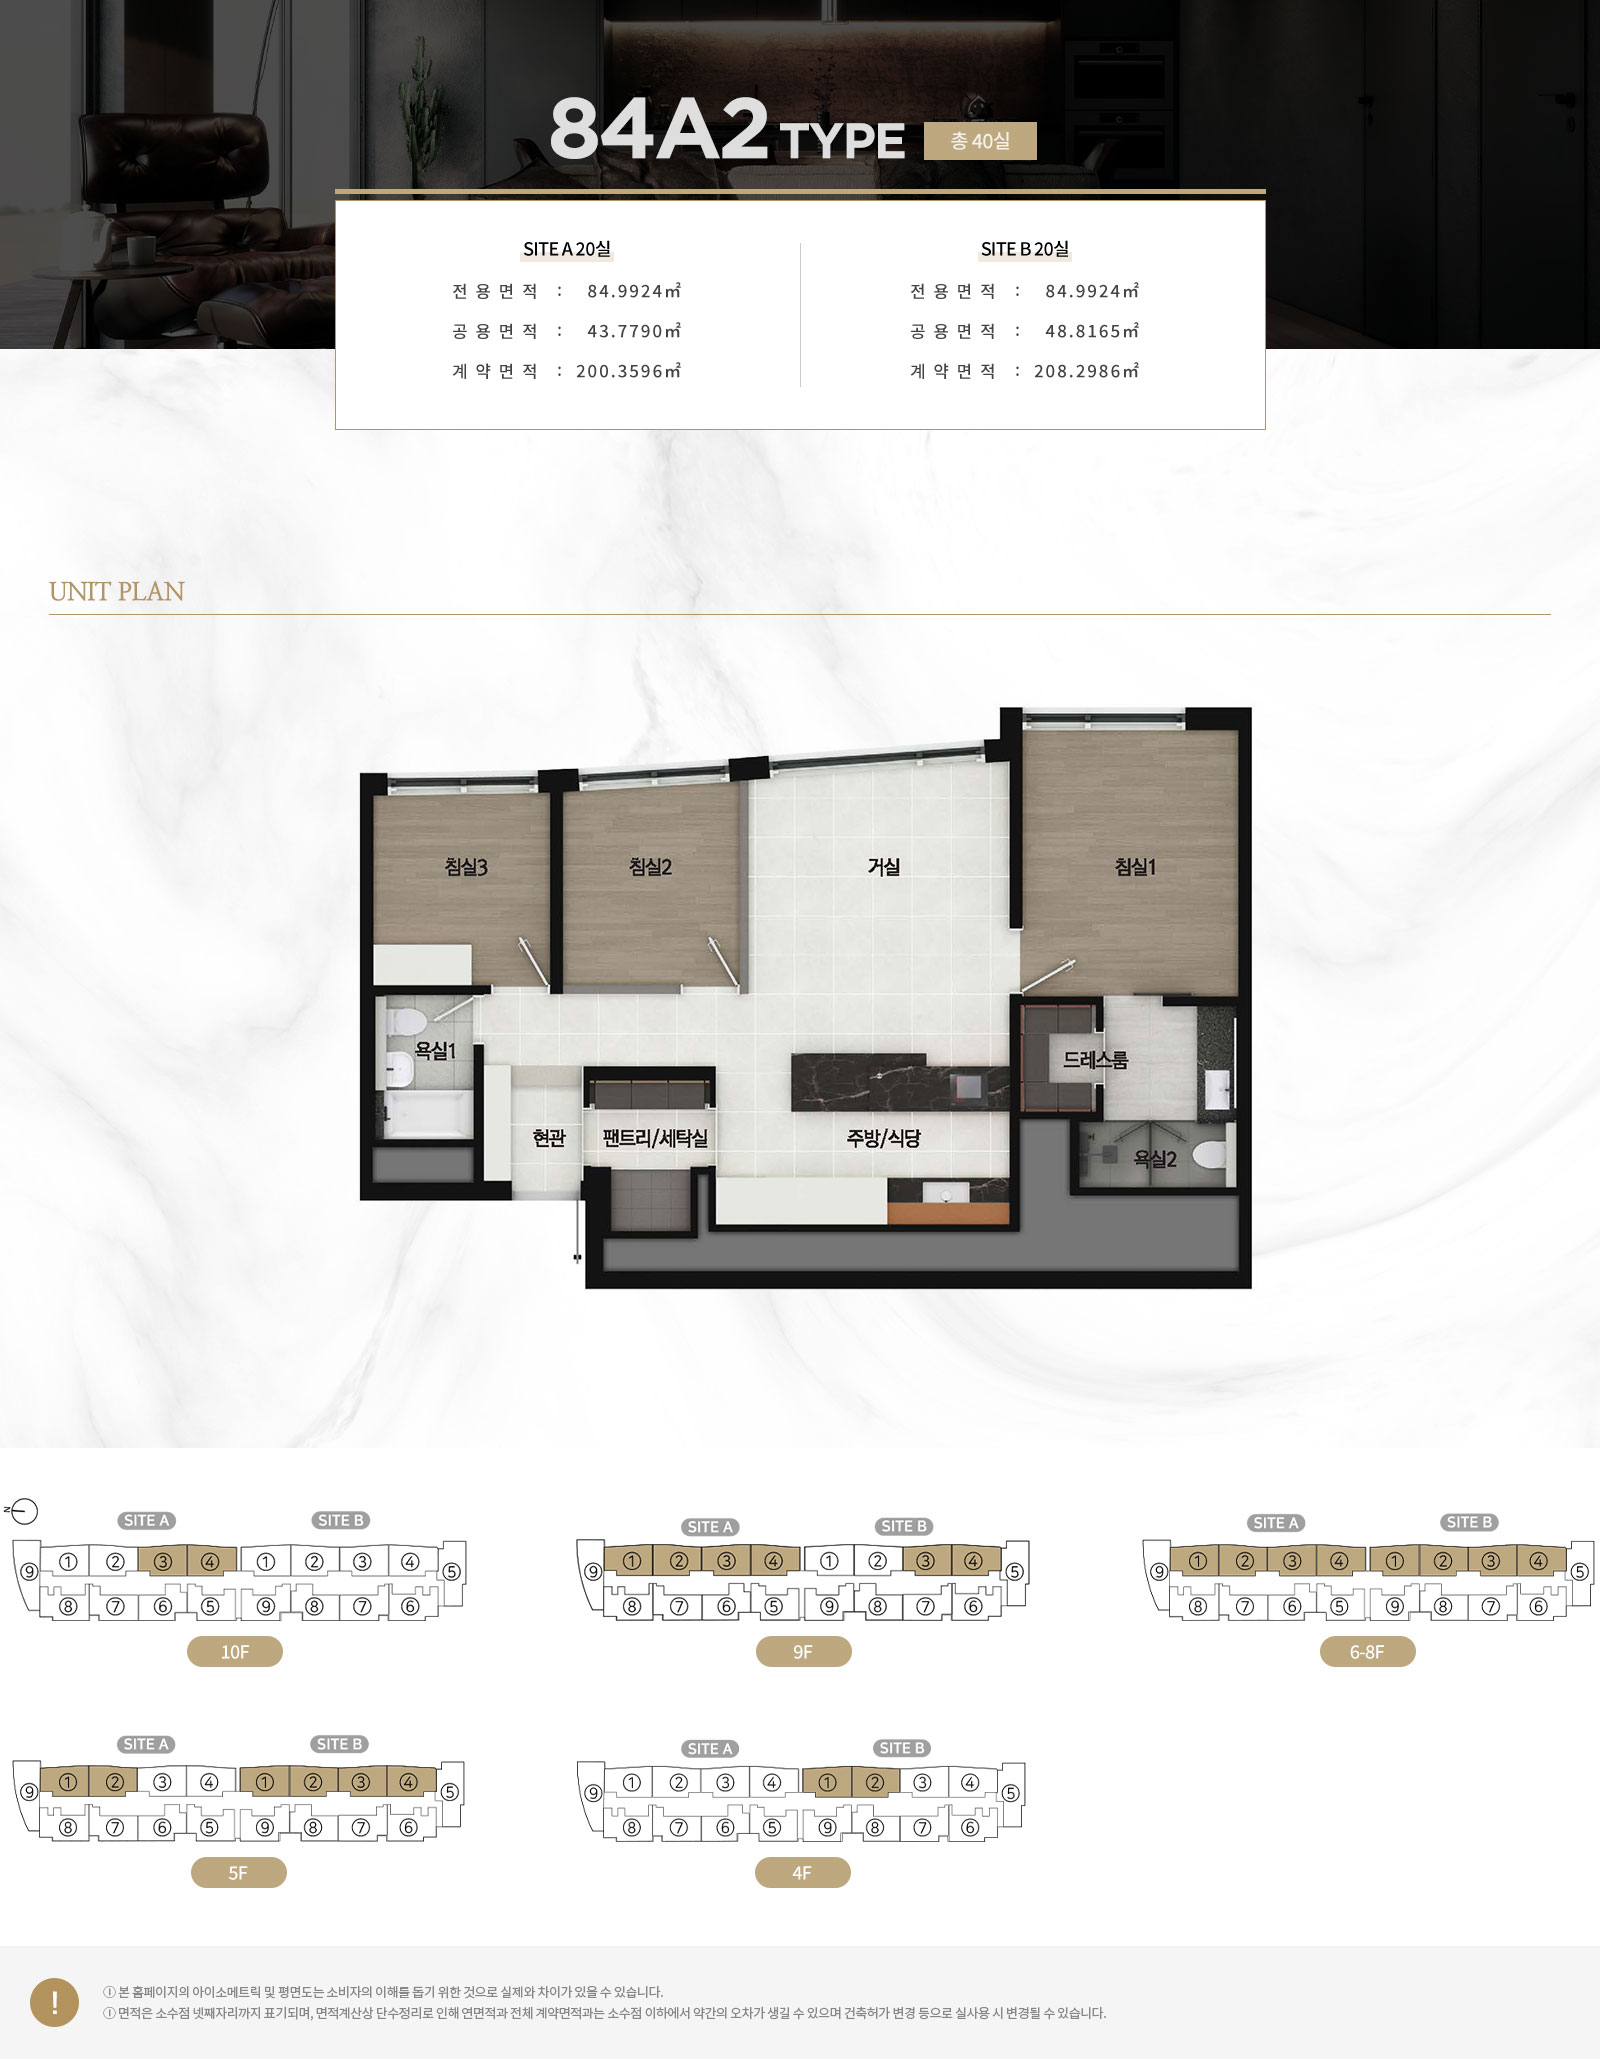 84A2 TYPE 총 40실
SITE A 20실
전용면적 : 84.9924㎡
공용면적 : 43.7790㎡
계약면적 : 200.3596㎡
SITE B 20실
전용면적 : 84.9924㎡
공용면적 : 48.8165㎡
계약면적 : 208.2986㎡
UNIT PLAN
침실3
침실2
거실
침실1
욕실1
드레스룸
현관
팬트리/세탁실
주방/식당
욕실2
N
SITE A
SITE B
⑨ ① ② ③ ④ ① ② ③ ④ ⑤
⑧ ⑦ ⑥ ⑤ ⑨ ⑧ ⑦ ⑥
10F
SITE A
SITE B
⑨ ① ② ③ ④ ① ② ③ ④ ⑤
⑧ ⑦ ⑥ ⑤ ⑨ ⑧ ⑦ ⑥
9F
SITE A
SITE B
⑨ ① ② ③ ④ ① ② ③ ④ ⑤
⑧ ⑦ ⑥ ⑤ ⑨ ⑧ ⑦ ⑥
6-8F
SITE A
SITE B
⑨ ① ② ③ ④ ① ② ③ ④ ⑤
⑧ ⑦ ⑥ ⑤ ⑨ ⑧ ⑦ ⑥
5F
SITE A
SITE B
⑨ ① ② ③ ④ ① ② ③ ④ ⑤
⑧ ⑦ ⑥ ⑤ ⑨ ⑧ ⑦ ⑥
4F
!
① 본 홈페이지의 아이소메트릭 및 평면도는 소비자의 이해를 돕기 위한 것으로 실제와 차이가 있을 수 있습니다.
① 면적은 소수점 넷째자리까지 표기되며, 면적계산상 단수정리로 인해 연면적과 전체 계약면적과는 소수점 이하에서 약간의 오차가 생길 수 있으며 건축허가 변경 등으로 실사용 시 변경될 수 있습니다.